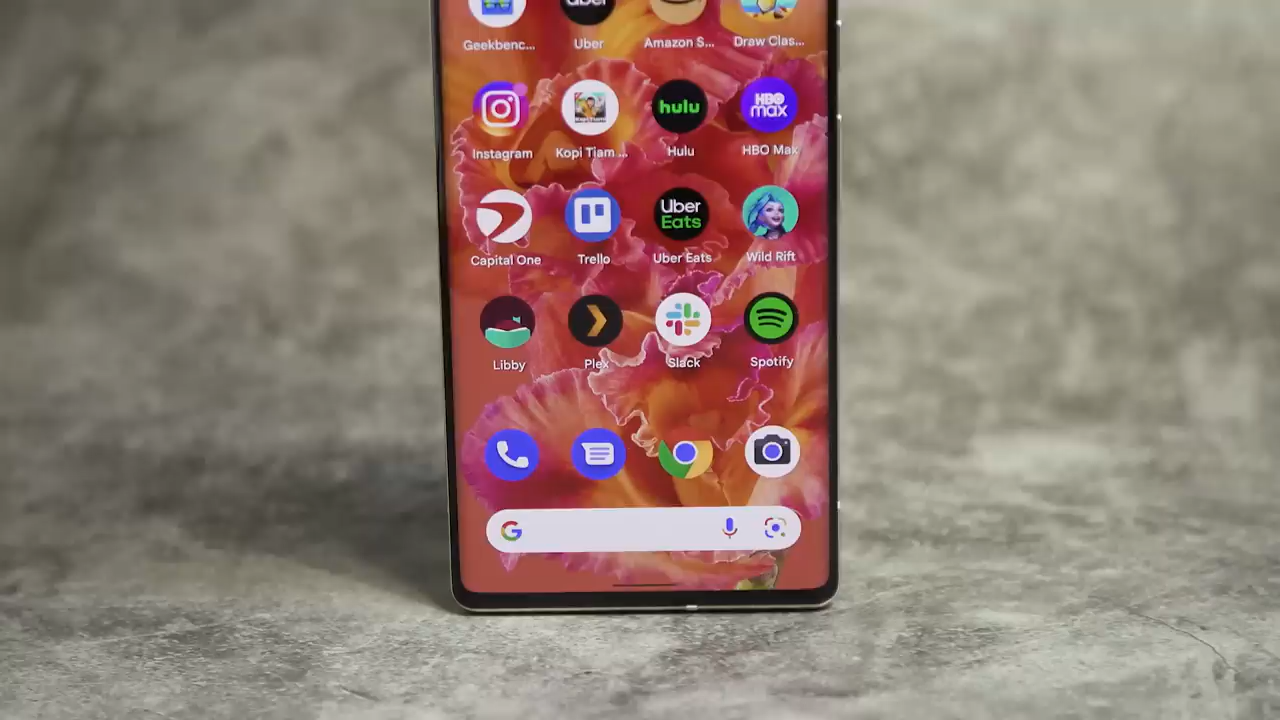 Uber
Geekbenc...
Uber
Amazon S...
Draw Clas...
hulu
HBO
max
Instagram
Kopi Tiam ...
Hulu
HBO Max
Uber
Eats
Capital One
Trello
Uber Eats
Wild Rift
Libby
Plex
Slack
Spotify
G